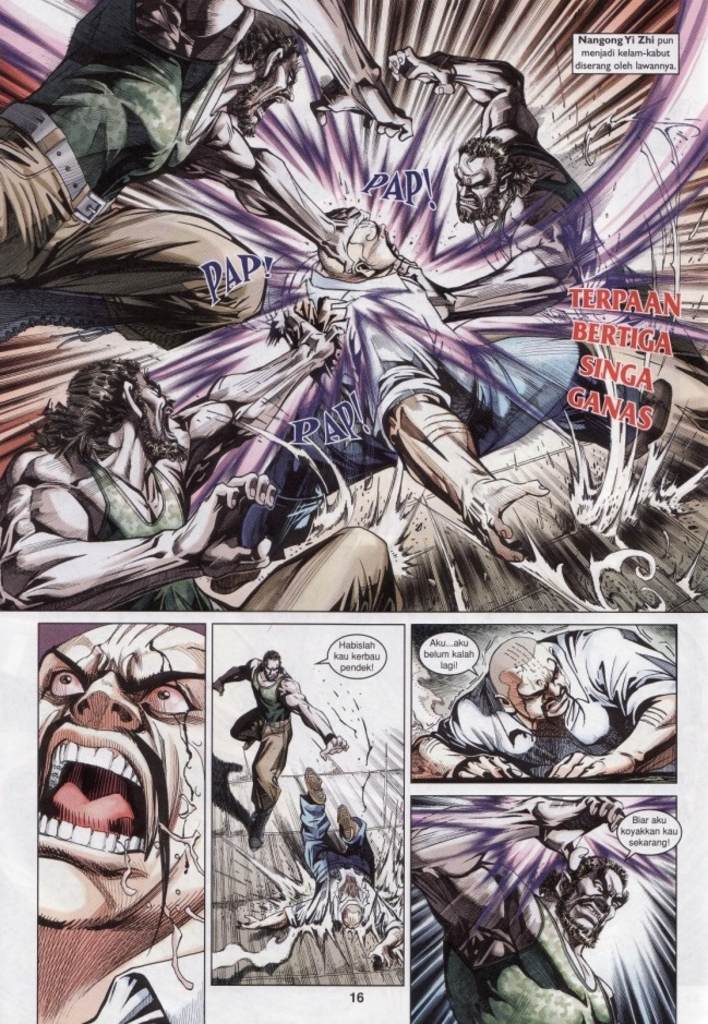 Nangong Yi Zhi pun
menjadi kelam-kabut
diserang oleh lawannya.
PAP!
PAP!
TERPAAN
BERTIGA
SINGA
GANAS
PAP!
Habislah
kau kerbau
pendek!
Aku...aku
belum kalah
lagi!
Biar aku
koyakkan kau
sekarang!
16